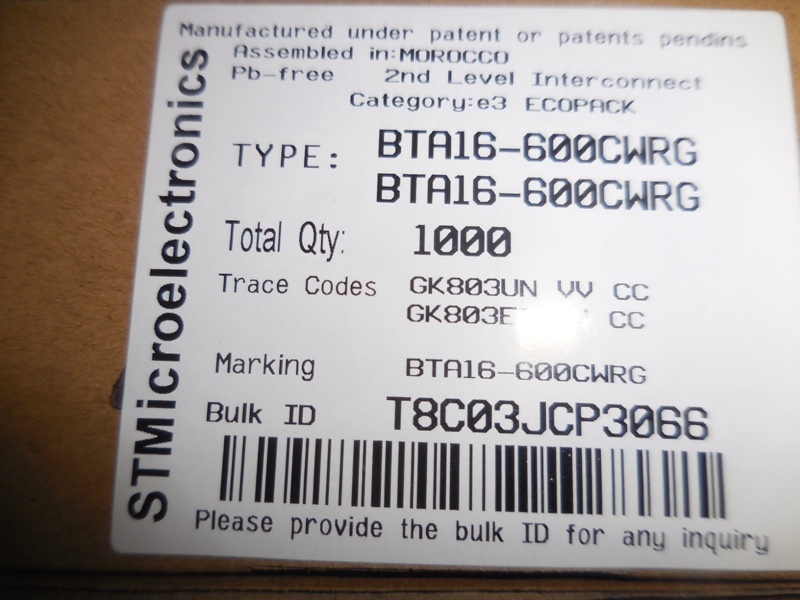 Manufactured under patent or patents pending
Assembled in:MOROCCO
Pb-free 2nd Level Interconnect
Category:e3 ECOPACK
STMicroelectronics
TYPE: BTA16-600CWRG
BTA16-600CWRG
Total Qty: 1000
Trace Codes GK803UN VV CC
GK803E CC
Marking BTA16-600CWRG
Bulk ID T8C03JCP3066
Please provide the bulk ID for any inquiry